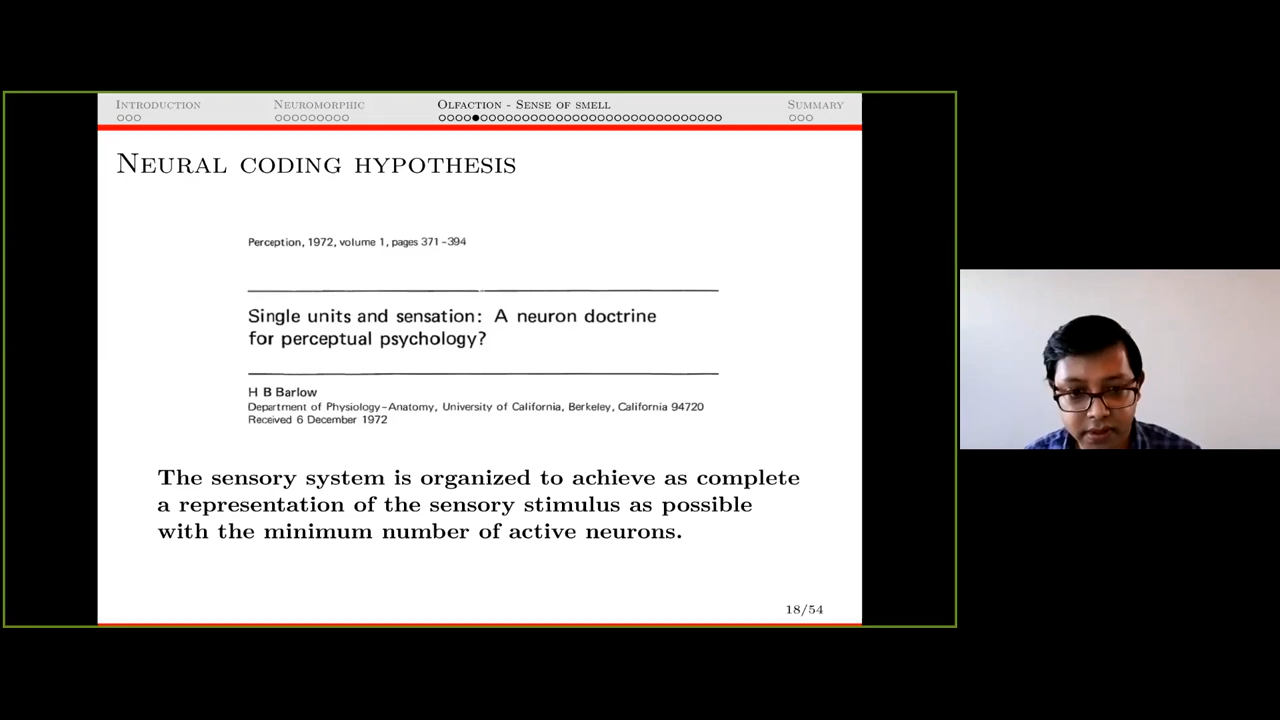 Introduction Neuromorphic Olfaction - Sense of smell Summary
Neural coding hypothesis
Perception, 1972, volume 1, pages 371-394
Single units and sensation: A neuron doctrine
for perceptual psychology?
H B Barlow
Department of Physiology-Anatomy, University of California, Berkeley, California 94720
Received 6 December 1972
The sensory system is organized to achieve as complete
a representation of the sensory stimulus as possible
with the minimum number of active neurons.
18/54